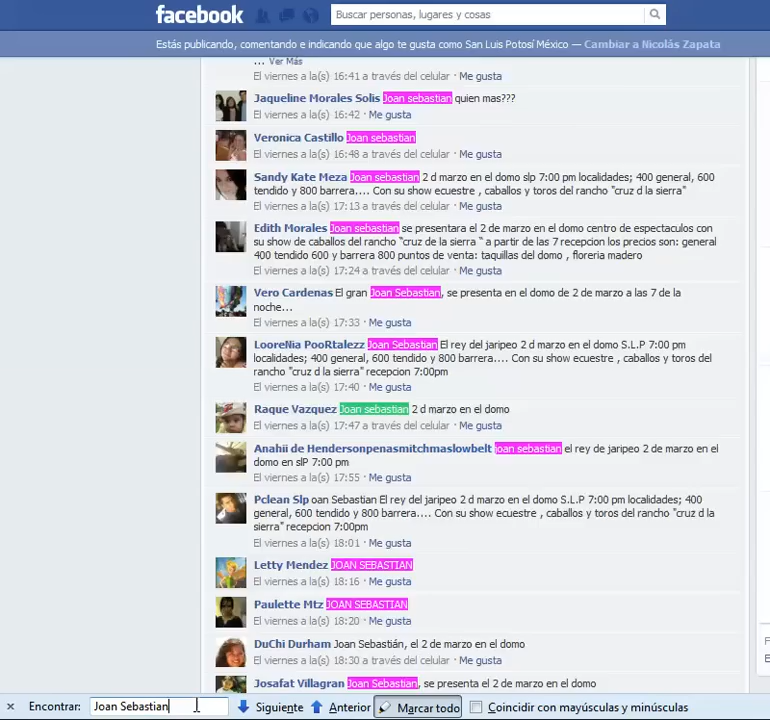 facebook
Buscar personas, lugares y cosas
Estás publicando, comentando e indicando que algo te gusta como San Luis Potosí México — Cambiar a Nicolás Zapata
... Ver Más
El viernes a la(s) 16:41 a través del celular · Me gusta
Jaqueline Morales Solis Joan sebastian quien mas???
El viernes a la(s) 16:42 · Me gusta
Veronica Castillo Joan sebastian
El viernes a la(s) 16:48 a través del celular · Me gusta
Sandy Kate Meza Joan sebastian 2 d marzo en el domo slp 7:00 pm localidades; 400 general, 600
tendido y 800 barrera.... Con su show ecuestre , caballos y toros del rancho "cruz d la sierra"
El viernes a la(s) 17:13 a través del celular · Me gusta
Edith Morales Joan sebastian se presentara el 2 de marzo en el domo centro de espectaculos con
su show de caballos del rancho "cruz de la sierra " a partir de las 7 recepcion los precios son: general
400 tendido 600 y barrera 800 puntos de venta: taquillas del domo , floreria madero
El viernes a la(s) 17:24 a través del celular · Me gusta
Vero Cardenas El gran Joan Sebastian, se presenta en el domo de 2 de marzo a las 7 de la
noche...
El viernes a la(s) 17:33 · Me gusta
LooreNia PooRtalezz Joan Sebastian El rey del jaripeo 2 d marzo en el domo S.L.P 7:00 pm
localidades; 400 general, 600 tendido y 800 barrera.... Con su show ecuestre , caballos y toros del
rancho "cruz d la sierra" recepcion 7:00pm
El viernes a la(s) 17:40 · Me gusta
Raque Vazquez Joan sebastian 2 d marzo en el domo
El viernes a la(s) 17:47 a través del celular · Me gusta
Anahii de Hendersonpenasmitchmaslowbelt joan sebastian el rey de jaripeo 2 de marzo en el
domo en slP 7:00 pm
El viernes a la(s) 17:55 · Me gusta
Pclean Slp oan Sebastian El rey del jaripeo 2 d marzo en el domo S.L.P 7:00 pm localidades; 400
general, 600 tendido y 800 barrera.... Con su show ecuestre , caballos y toros del rancho "cruz d la
sierra" recepcion 7:00pm
El viernes a la(s) 18:01 · Me gusta
Letty Mendez JOAN SEBASTIAN
El viernes a la(s) 18:16 · Me gusta
Paulette Mtz JOAN SEBASTIAN
El viernes a la(s) 18:20 · Me gusta
DuChi Durham Joan Sebastián, el 2 de marzo en el domo
El viernes a la(s) 18:30 a través del celular · Me gusta
Josafat Villagran Joan Sebastian, se presenta el 2 de marzo en el domo
Encontrar: Joan Sebastian Siguiente Anterior Marcar todo Coincidir con mayúsculas y minúsculas